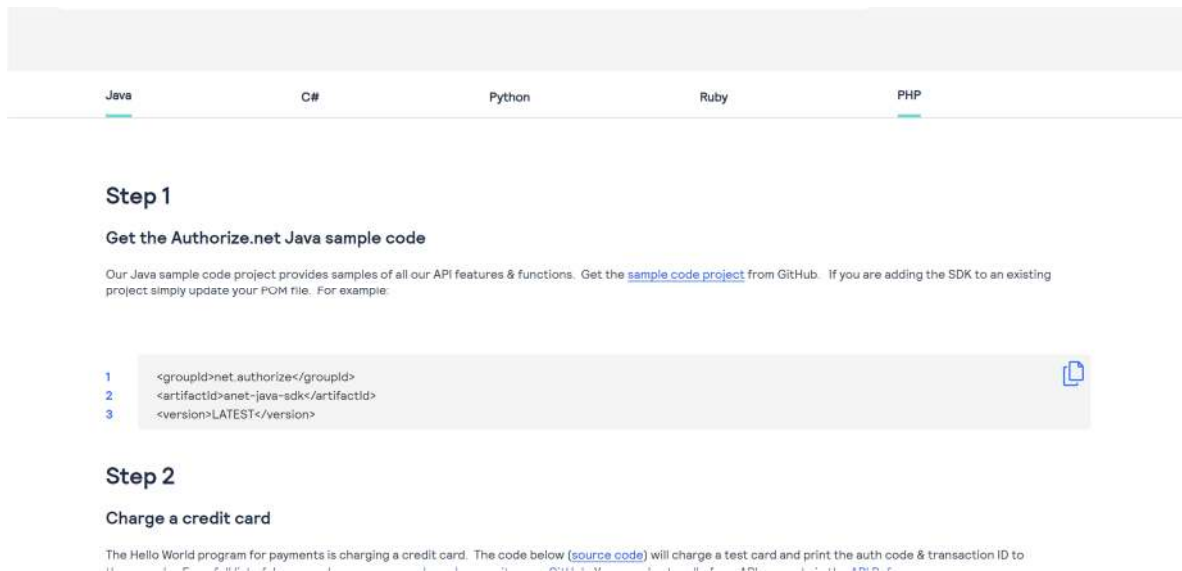 Java C# Python Ruby PHP
Step 1
Get the Authorize.net Java sample code
Our Java sample code project provides samples of all our API features & functions. Get the sample code project from GitHub. If you are adding the SDK to an existing
project simply update your POM file. For example:
1 <groupId>net.authorize</groupId>
2 <artifactId>anet-java-sdk</artifactId>
3 <version>LATEST</version>
Step 2
Charge a credit card
The Hello World program for payments is charging a credit card. The code below (source code) will charge a test card and print the auth code & transaction ID to